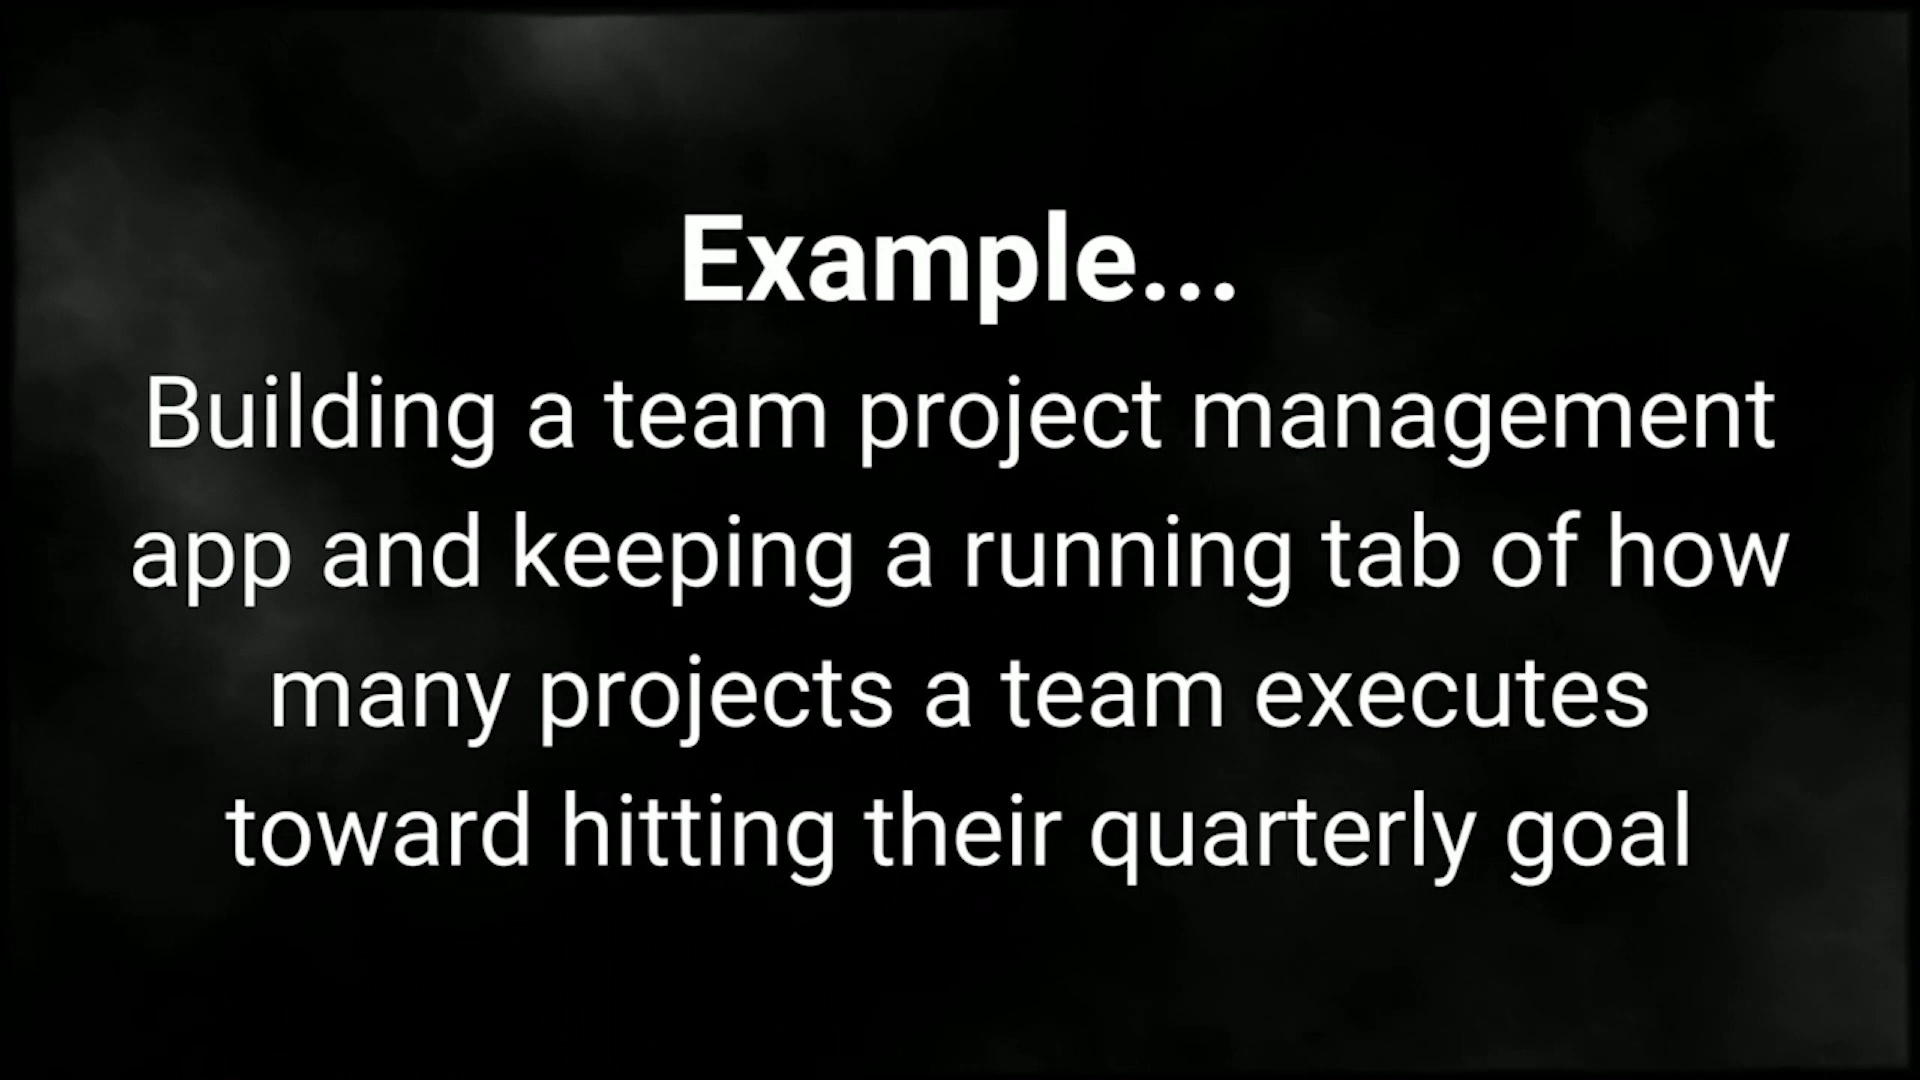 Example...
Building a team project management
app and keeping a running tab of how
many projects a team executes
toward hitting their quarterly goal